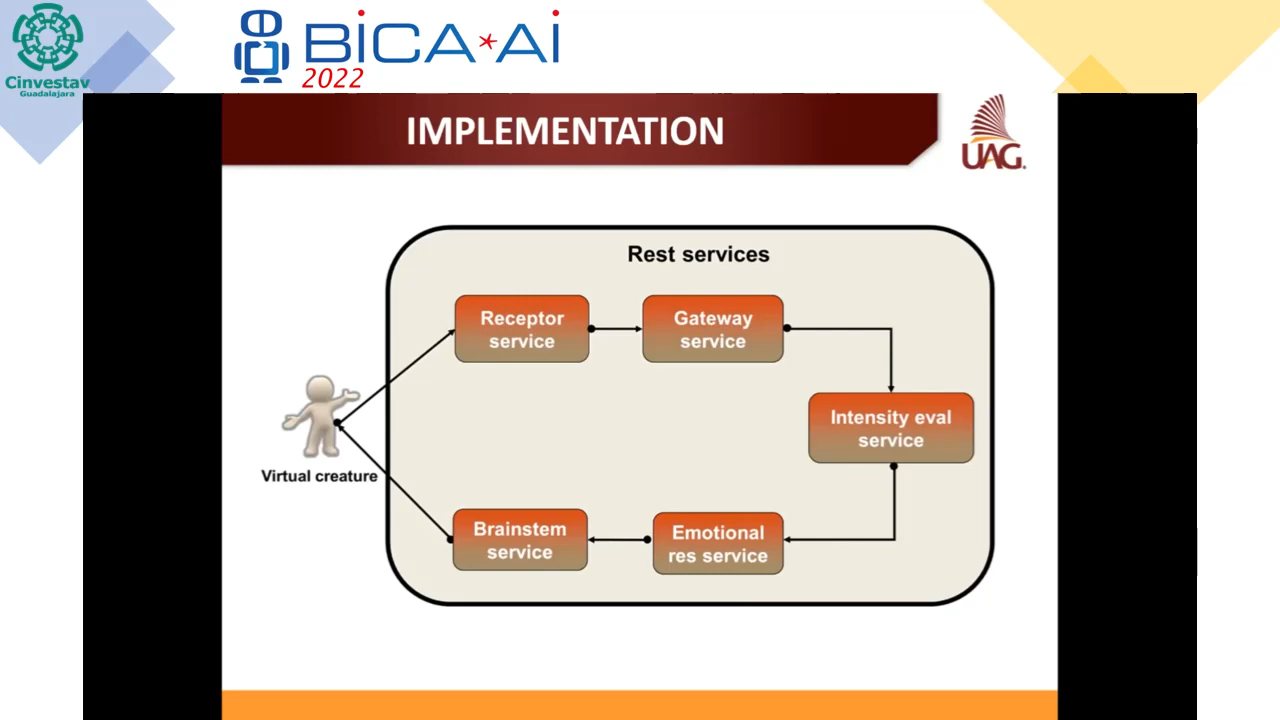 Cinvestav
Guadalajara
BiCA*Ai
2022
IMPLEMENTATION
UAG.
Rest services
Receptor
service
Gateway
service
Intensity eval
service
Virtual creature
Brainstem
service
Emotional
res service